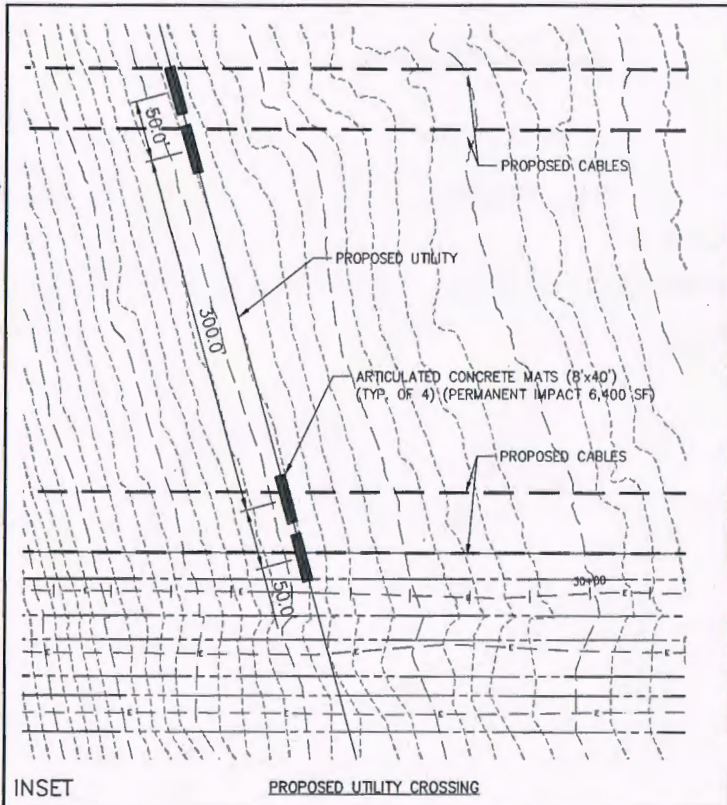 50.0'
PROPOSED CABLES
PROPOSED UTILITY
300.0'
ARTICULATED CONCRETE MATS (8'x40')
(TYP. OF 4) (PERMANENT IMPACT 6,400 SF)
PROPOSED CABLES
50.0'
30+00
E E E E
E E E E E
E E E E E
INSET
PROPOSED UTILITY CROSSING